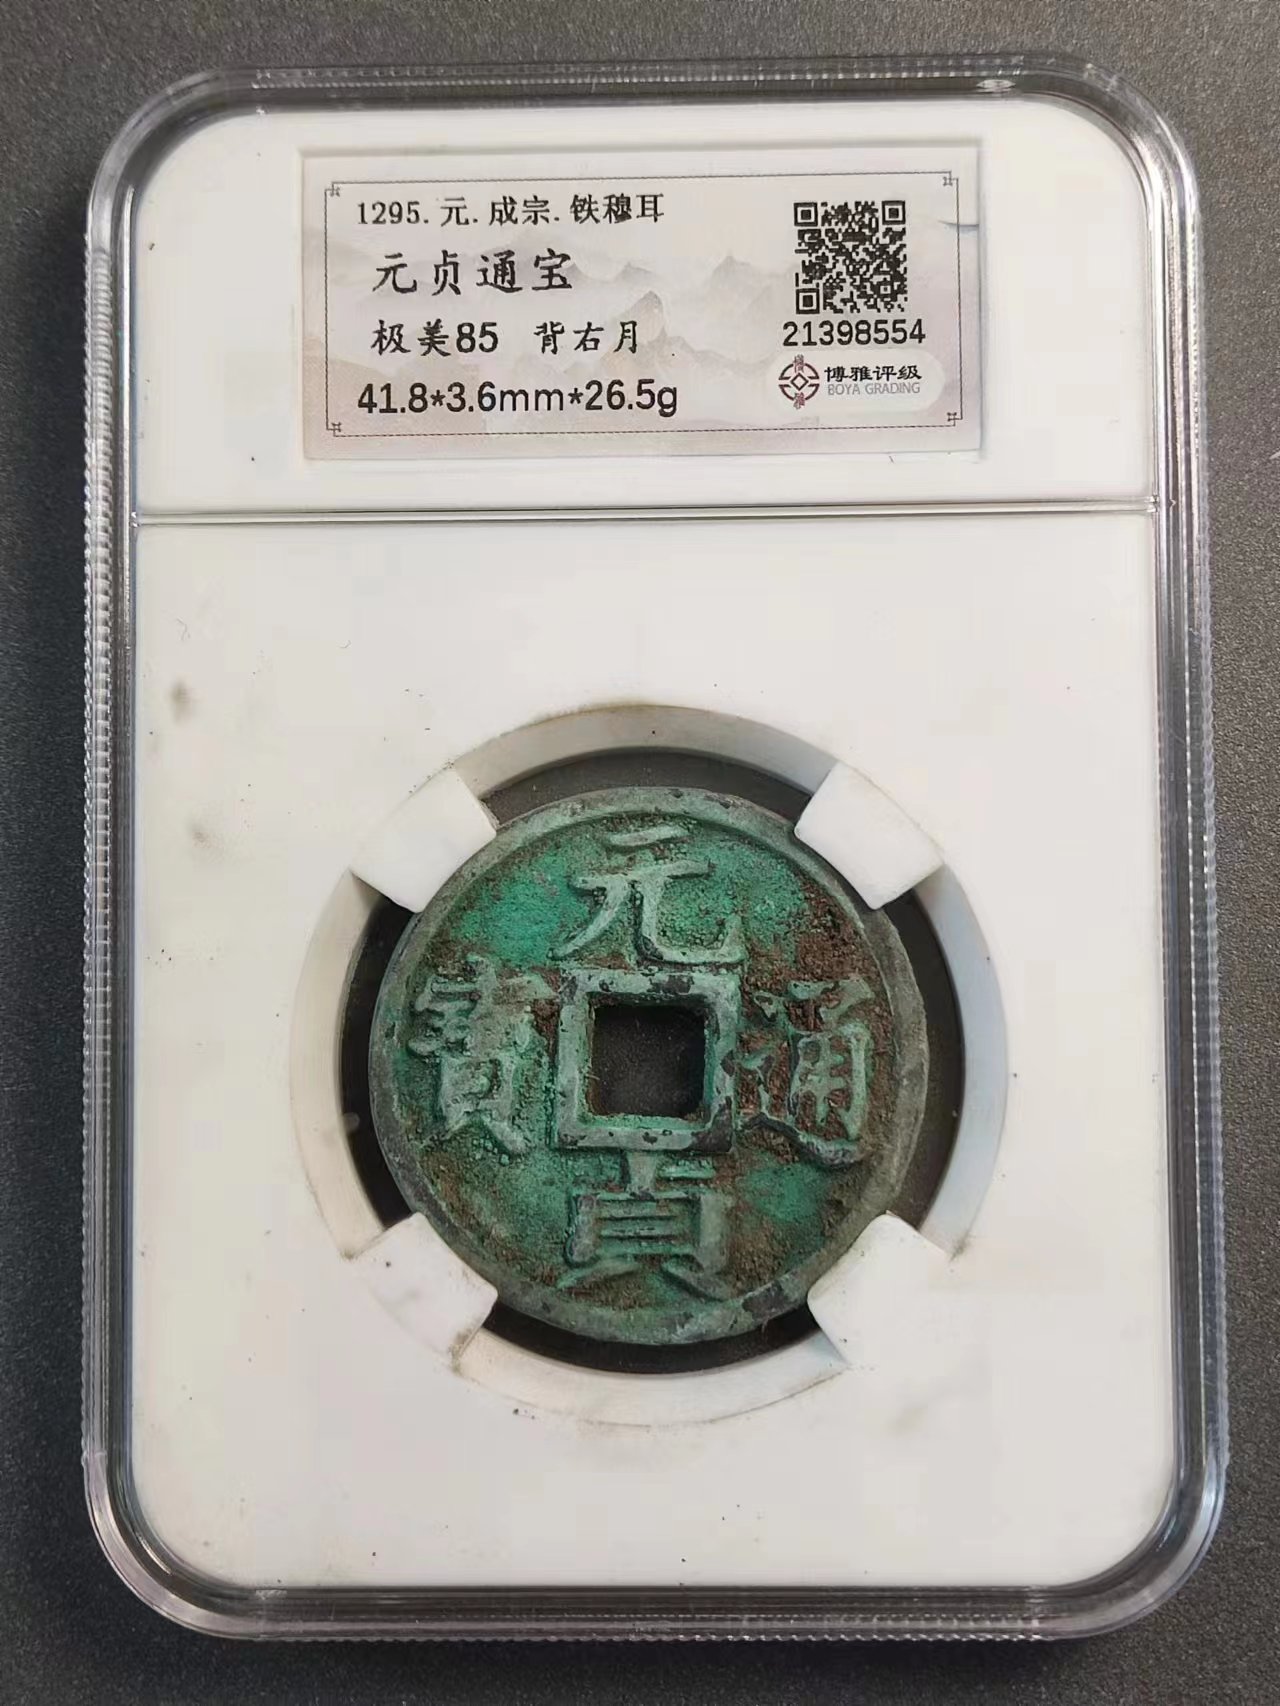 1295.元.成宗.铁穆耳
元贞通宝
极美85 背右月
41.8*3.6mm*26.5g
21398554
博雅评级
BOYA GRADING
元
寳 通
貞